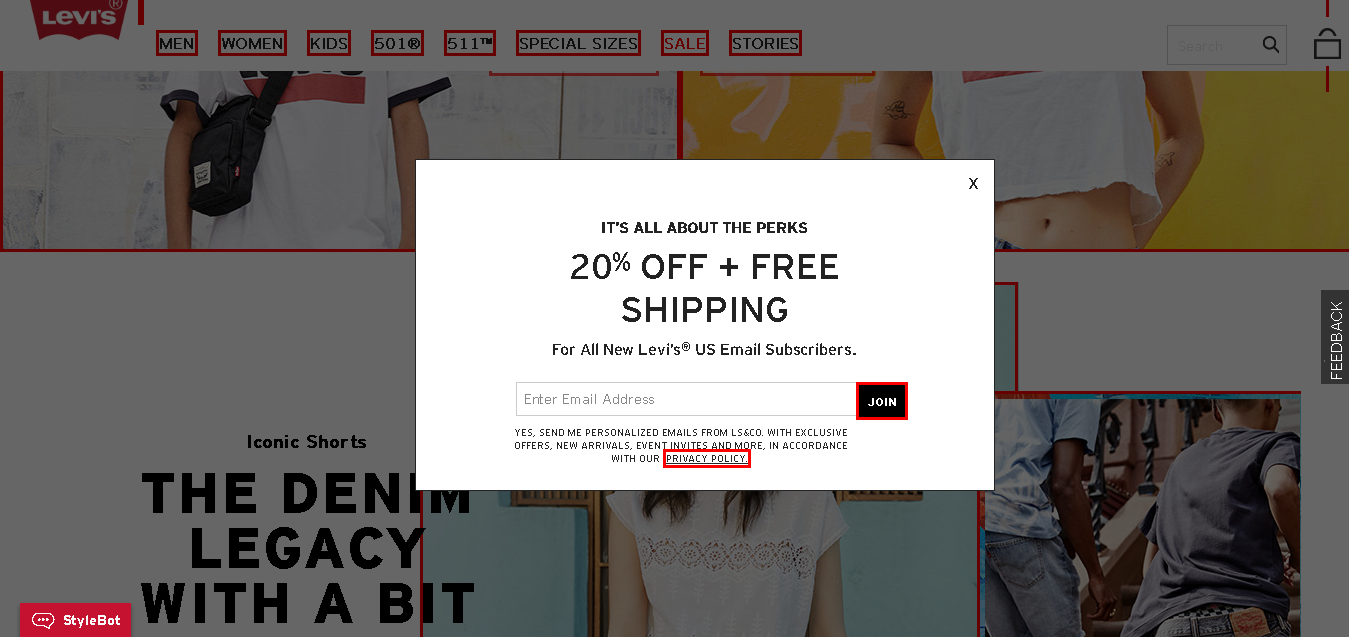 Levi's®
MEN WOMEN KIDS 501® 511™ SPECIAL SIZES SALE STORIES
Search
X
IT'S ALL ABOUT THE PERKS
20% OFF + FREE
SHIPPING
For All New Levi's® US Email Subscribers.
Enter Email Address
JOIN
YES, SEND ME PERSONALIZED EMAILS FROM LS&CO. WITH EXCLUSIVE
OFFERS, NEW ARRIVALS, EVENT INVITES AND MORE, IN ACCORDANCE
WITH OUR PRIVACY POLICY.
FEEDBACK
Iconic Shorts
THE DENIM
LEGACY
WITH A BIT
StyleBot